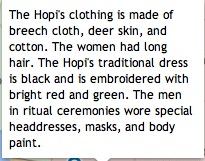 The Hopi's clothing is made of
breech cloth, deer skin, and
cotton. The women had long
hair. The Hopi's traditional dress
is black and is embroidered with
bright red and green. The men
in ritual ceremonies wore special
headdresses, masks, and body
paint.